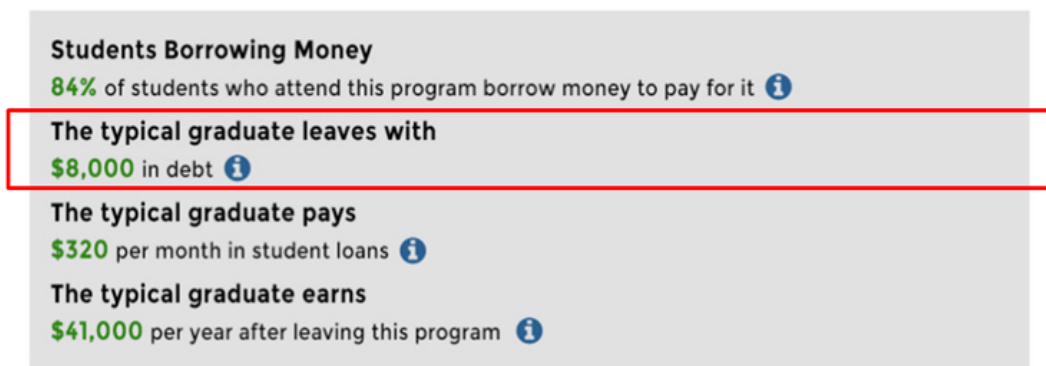 Students Borrowing Money
84% of students who attend this program borrow money to pay for it
The typical graduate leaves with
$8,000 in debt
The typical graduate pays
$320 per month in student loans
The typical graduate earns
$41,000 per year after leaving this program